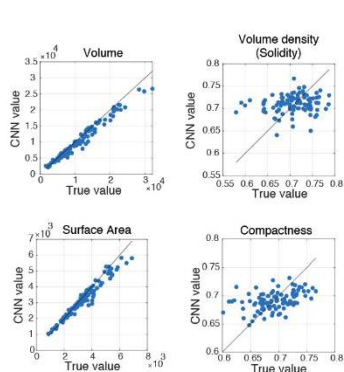 Volume
3.5 ×10⁴
3
2.5
2
1.5
1
0.5
0
CNN value
0 1 2 3
×10⁴
True value
Volume density
(Solidity)
0.8
0.75
0.7
0.65
0.6
0.55
CNN value
0.55 0.6 0.65 0.7 0.75 0.8
True value
Surface Area
7 ×10³
6
5
4
3
2
1
0
CNN value
0 2 4 6 8
×10³
True value
Compactness
0.8
0.75
0.7
0.65
0.6
CNN value
0.6 0.65 0.7 0.75 0.8
True value